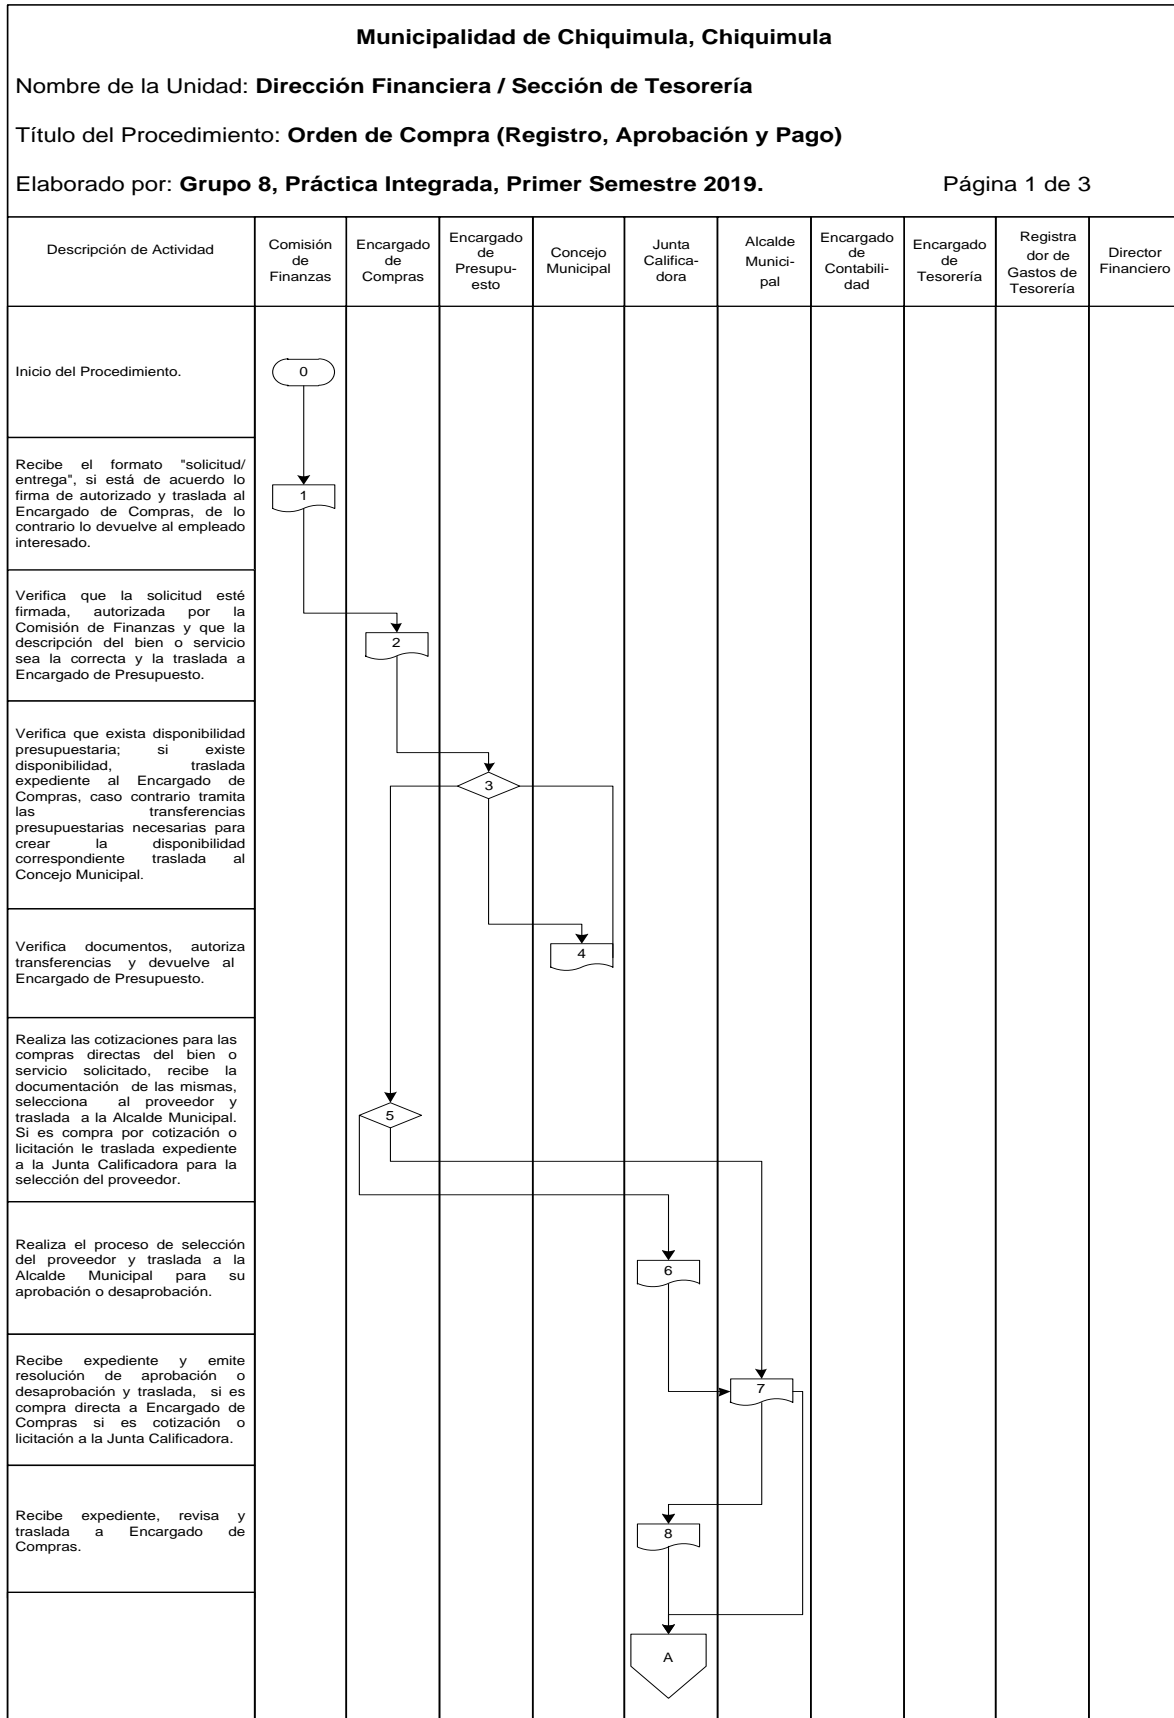 Municipalidad de Chiquimula, Chiquimula
Nombre de la Unidad: Dirección Financiera / Sección de Tesorería
Título del Procedimiento: Orden de Compra (Registro, Aprobación y Pago)
Elaborado por: Grupo 8, Práctica Integrada, Primer Semestre 2019. Página 1 de 3
Descripción de Actividad
Comisión
de
Finanzas
Encargado
de
Compras
Encargado
de
Presupu-
esto
Concejo
Municipal
Junta
Califica-
dora
Alcalde
Munici-
pal
Encargado
de
Contabili-
dad
Encargado
de
Tesorería
Registra
dor de
Gastos de
Tesorería
Director
Financiero
Inicio del Procedimiento.
0
Recibe el formato "solicitud/
entrega", si está de acuerdo lo
firma de autorizado y traslada al
Encargado de Compras, de lo
contrario lo devuelve al empleado
interesado.
1
Verifica que la solicitud esté
firmada, autorizada por la
Comisión de Finanzas y que la
descripción del bien o servicio
sea la correcta y la traslada a
Encargado de Presupuesto.
2
Verifica que exista disponibilidad
presupuestaria; si existe
disponibilidad, traslada
expediente al Encargado de
Compras, caso contrario tramita
las transferencias
presupuestarias necesarias para
crear la disponibilidad
correspondiente traslada al
Concejo Municipal.
3
Verifica documentos, autoriza
transferencias y devuelve al
Encargado de Presupuesto.
4
Realiza las cotizaciones para las
compras directas del bien o
servicio solicitado, recibe la
documentación de las mismas,
selecciona al proveedor y
traslada a la Alcalde Municipal.
Si es compra por cotización o
licitación le traslada expediente
a la Junta Calificadora para la
selección del proveedor.
5
Realiza el proceso de selección
del proveedor y traslada a la
Alcalde Municipal para su
aprobación o desaprobación.
6
Recibe expediente y emite
resolución de aprobación o
desaprobación y traslada, si es
compra directa a Encargado de
Compras si es cotización o
licitación a la Junta Calificadora.
7
Recibe expediente, revisa y
traslada a Encargado de
Compras.
8
A